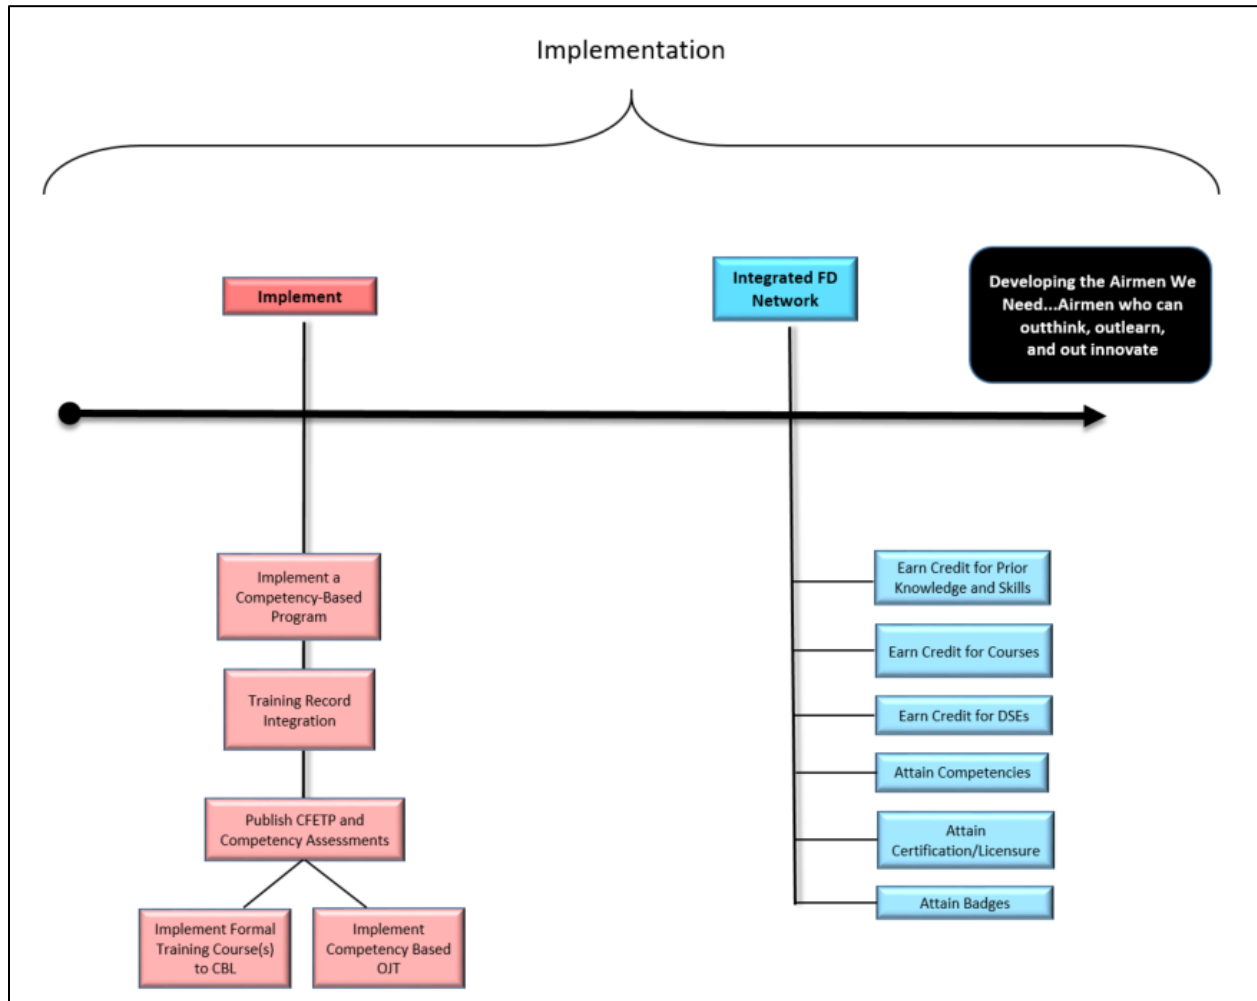 Implementation
Implement
Integrated FD
Network
Developing the Airmen We
Need...Airmen who can
outthink, outlearn,
and out innovate
Implement a
Competency-Based
Program
Training Record
Integration
Publish CFETP and
Competency Assessments
Implement Formal
Training Course(s)
to CBL
Implement
Competency Based
OJT
Earn Credit for Prior
Knowledge and Skills
Earn Credit for Courses
Earn Credit for DSEs
Attain Competencies
Attain
Certification/Licensure
Attain Badges